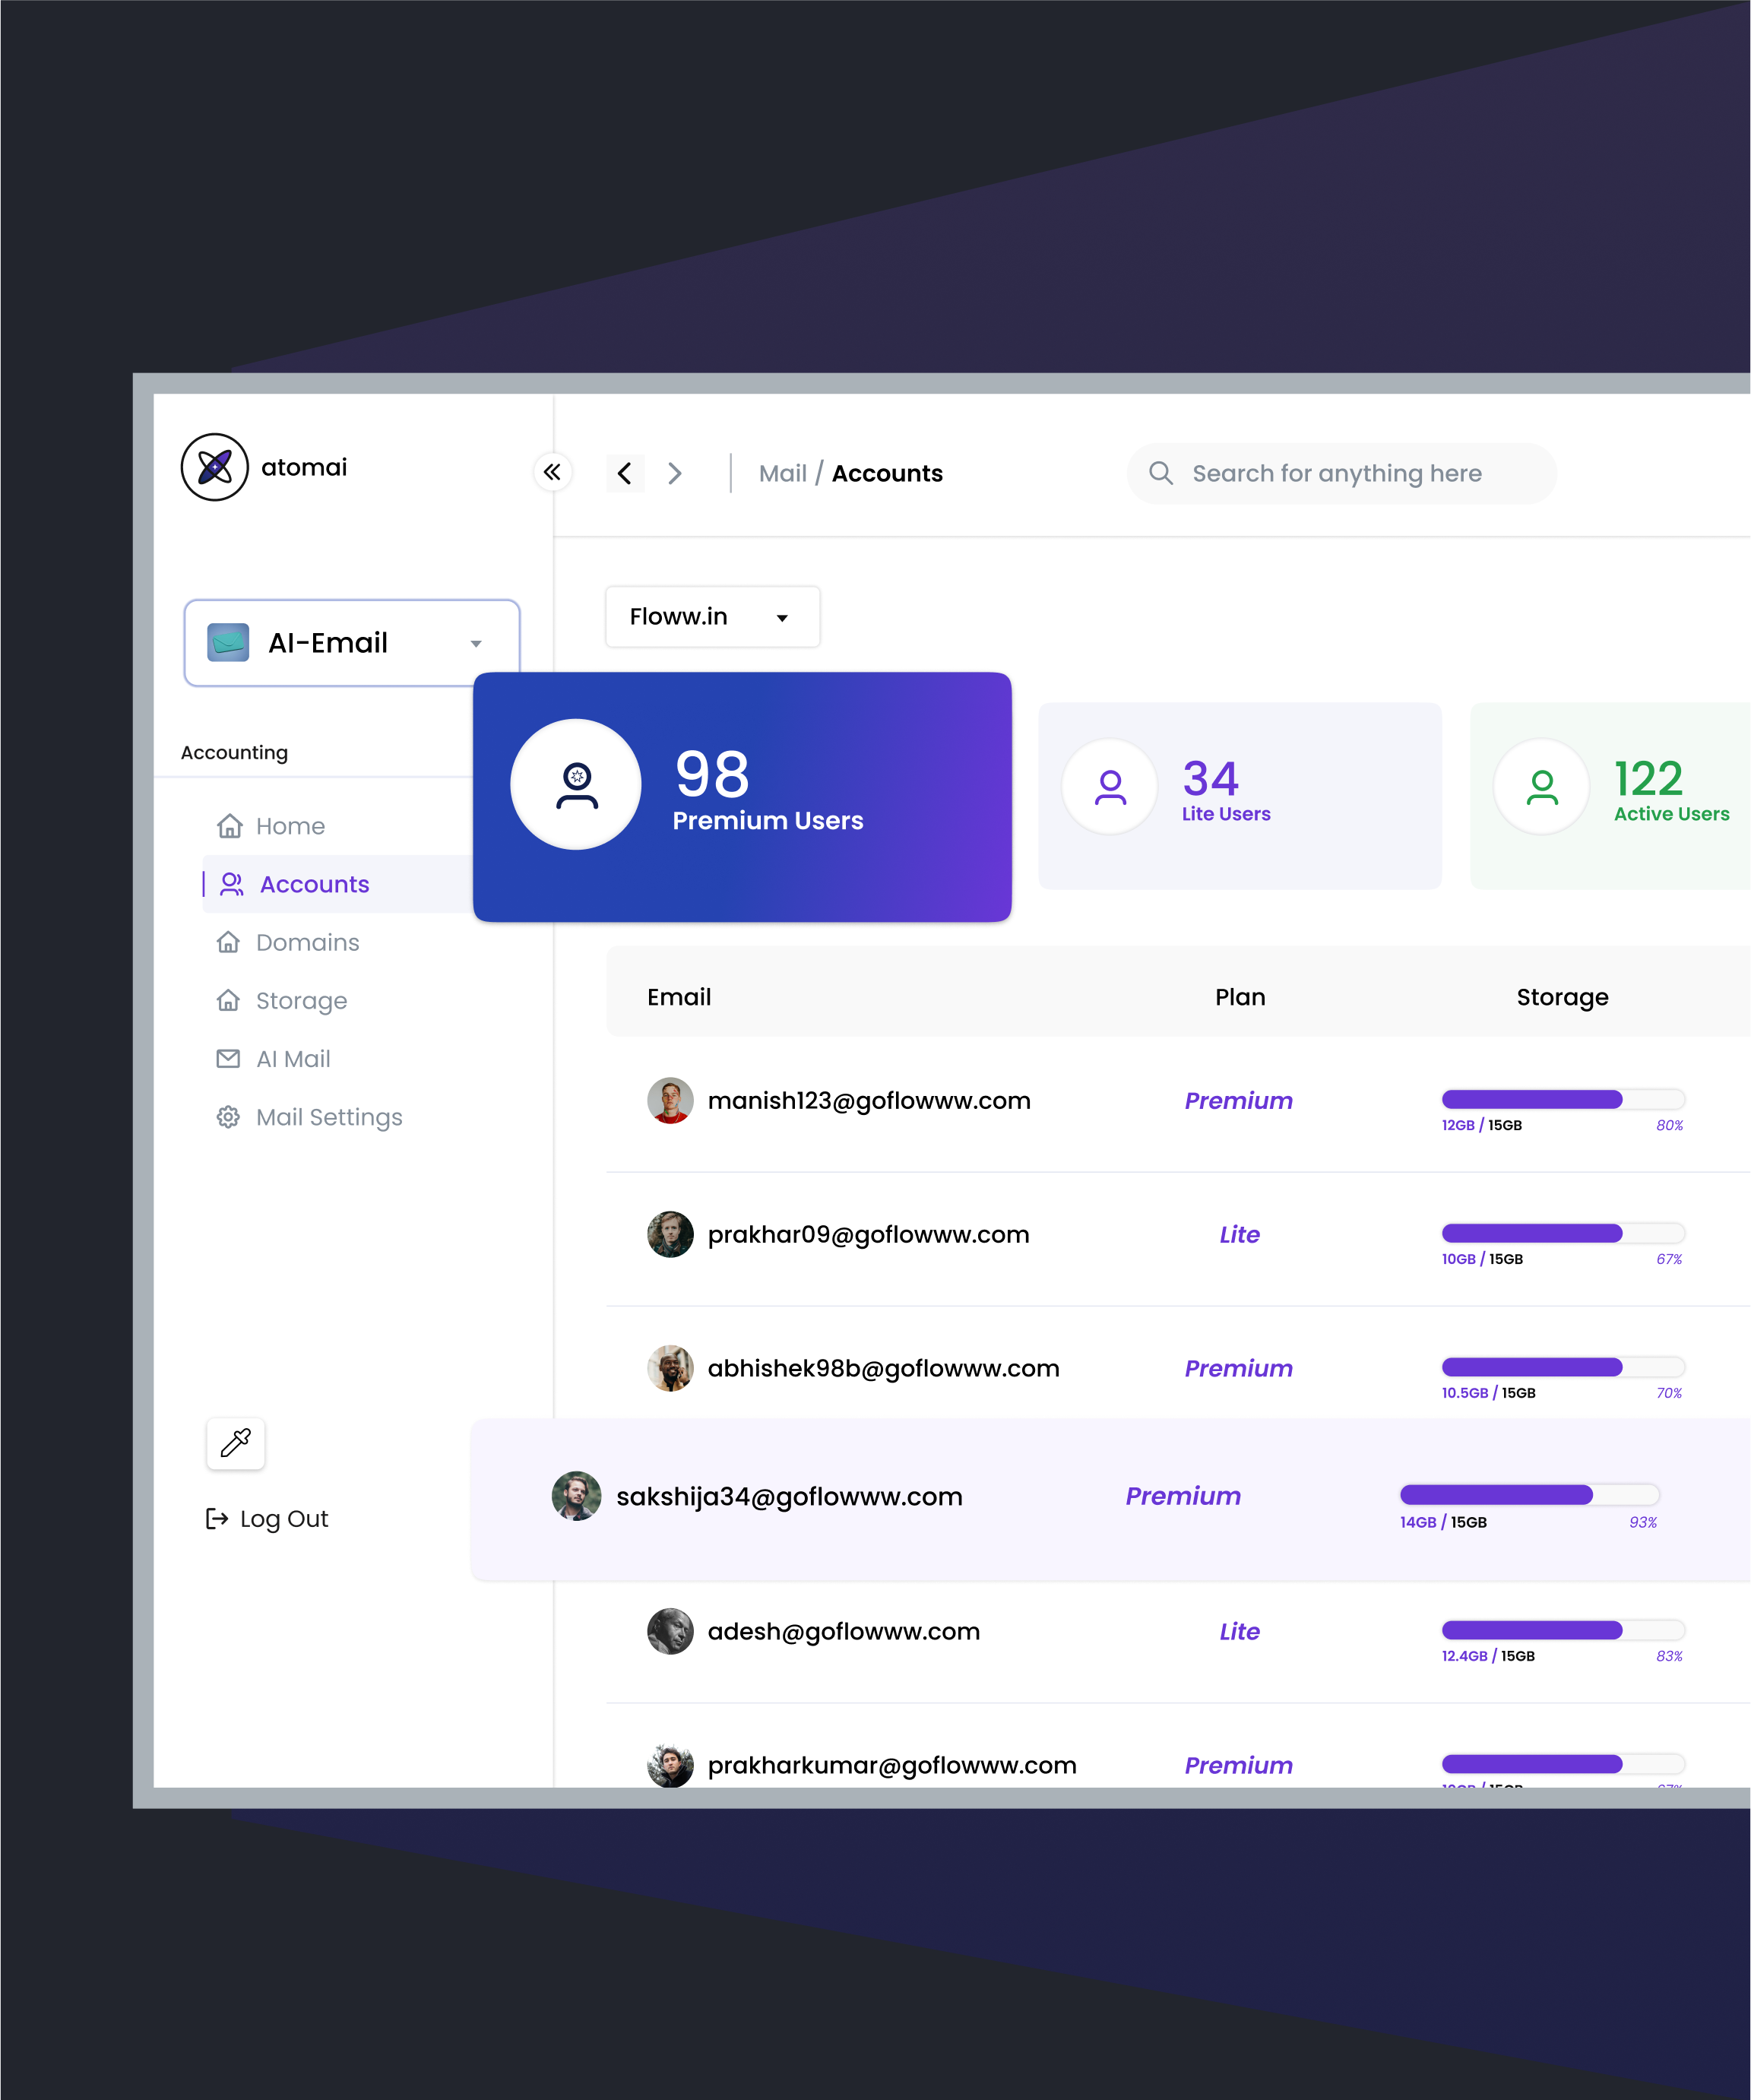 atomai
Mail / Accounts
Search for anything here
Floww.in
AI-Email
98
Premium Users
34
Lite Users
122
Active Users
Accounting
Home
Accounts
Domains
Storage
AI Mail
Mail Settings
Log Out
Email Plan Storage
manish123@goflowww.com Premium
12GB / 15GB 80%
prakhar09@goflowww.com Lite
10GB / 15GB 67%
abhishek98b@goflowww.com Premium
10.5GB / 15GB 70%
sakshija34@goflowww.com Premium
14GB / 15GB 93%
adesh@goflowww.com Lite
12.4GB / 15GB 83%
prakharkumar@goflowww.com Premium